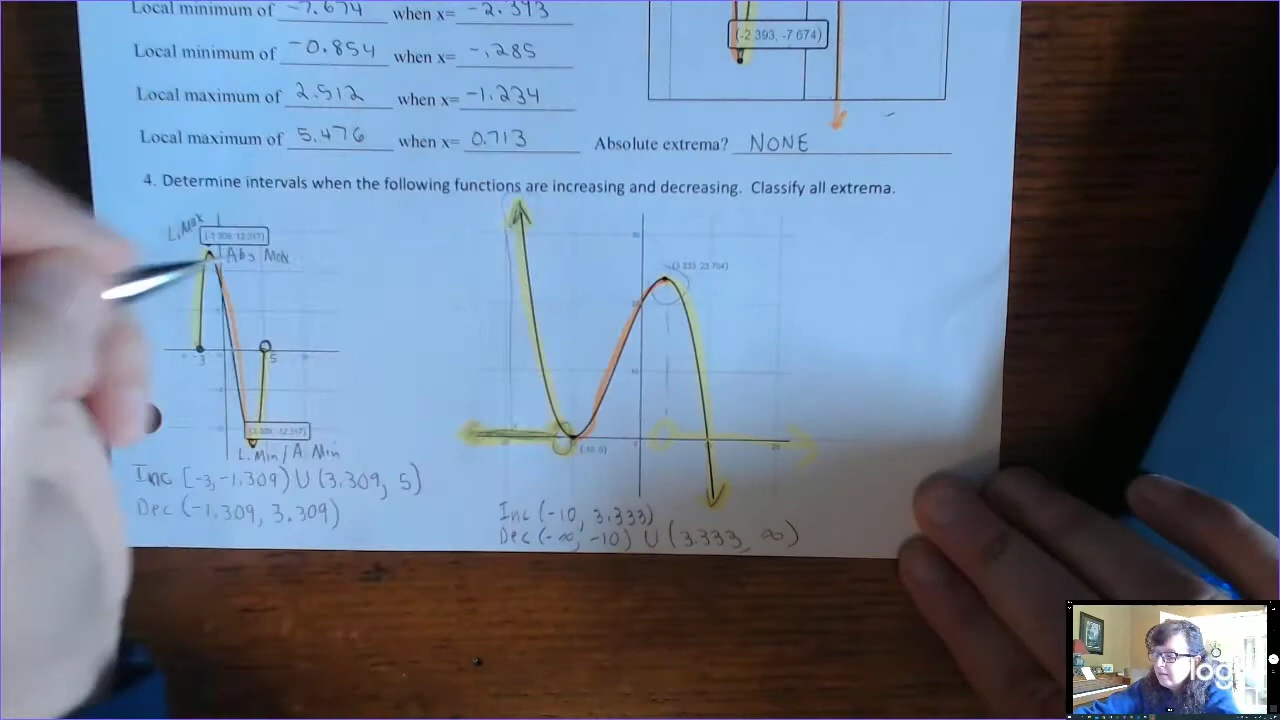 Local minimum of -7.674 when x= -2.393
(-2.393, -7.674)
Local minimum of -0.854 when x= -.285
Local maximum of 2.512 when x= -1.234
Local maximum of 5.476 when x= 0.713 Absolute extrema? NONE
4. Determine intervals when the following functions are increasing and decreasing. Classify all extrema.
L. Max
Abs Max
-3
5
L. Min / A. Min
Inc [-3, -1.309) U (3.309, 5)
Dec (-1.309, 3.309)
(3.333, 23.704)
(-10, 0)
Inc (-10, 3.333)
Dec (-∞, -10) U (3.333, ∞)